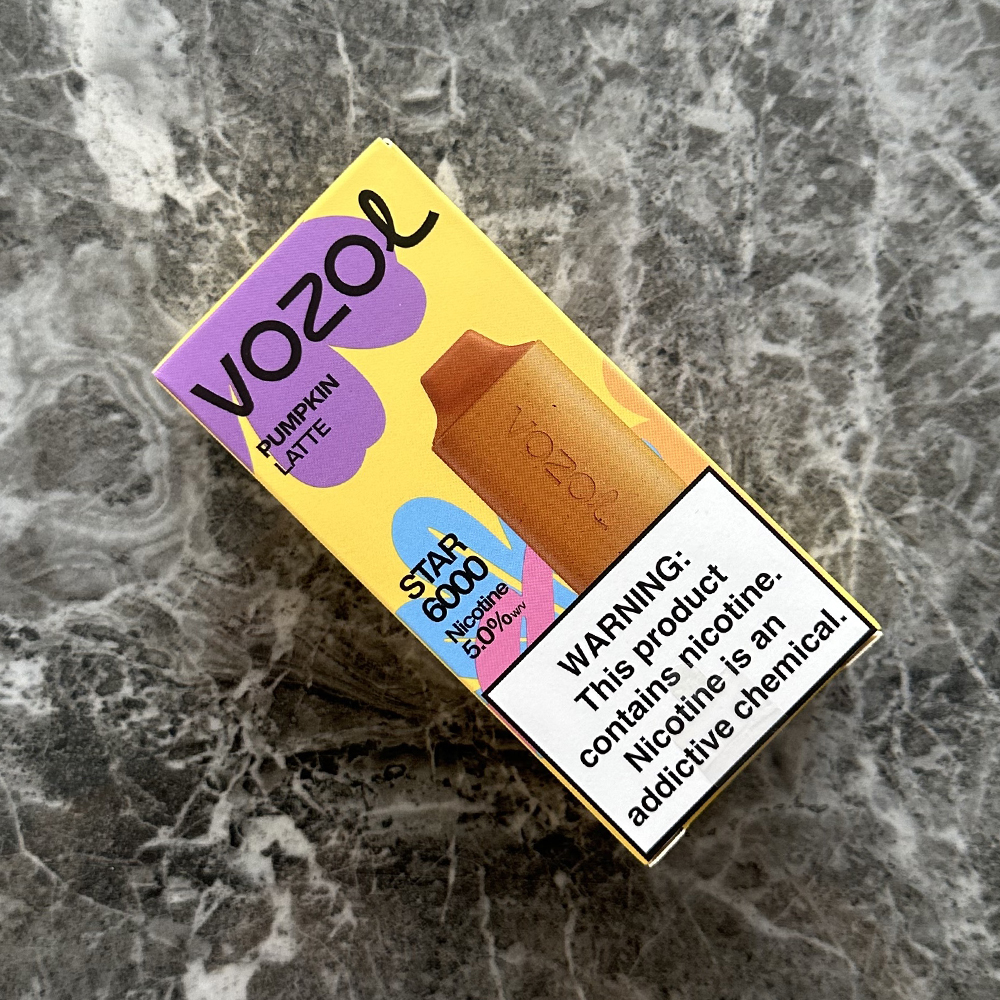 VOZOL
PUMPKIN
LATTE
VOZOL
STAR
6000
Nicotine
5.0%w/v
WARNING:
This product
contains nicotine.
Nicotine is an
addictive chemical.